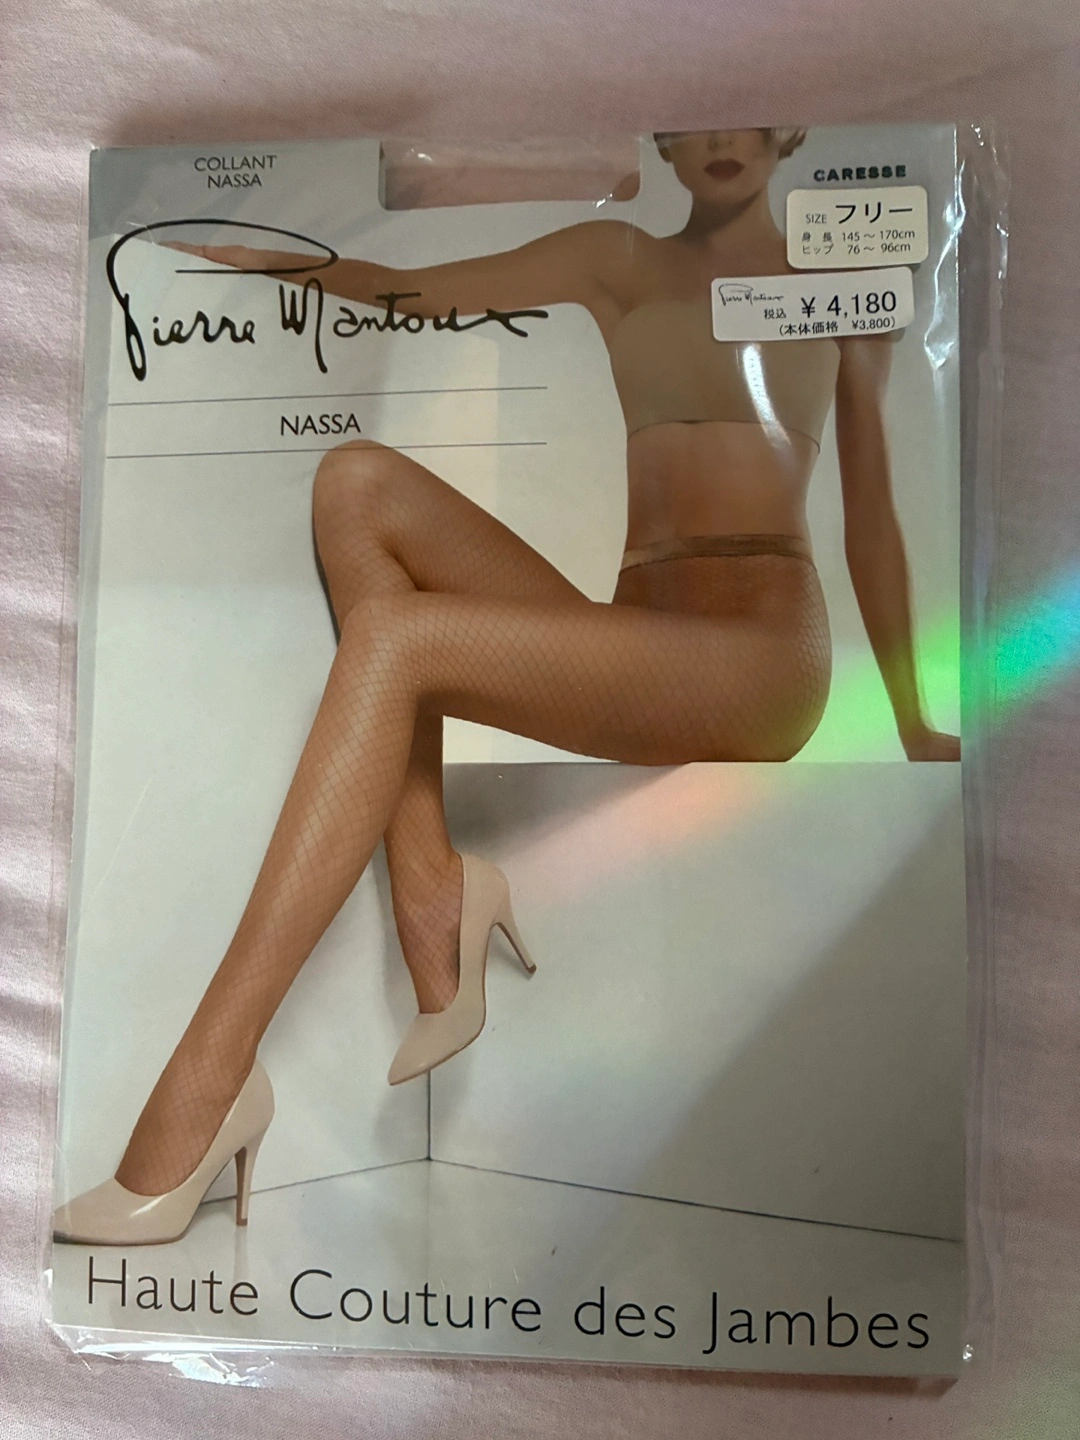 COLLANT
NASSA
CARESSE
SIZE フリー
身長 145～170cm
ヒップ 76～96cm
Pierre Mantoux
Pierre Mantoux
税込 ¥ 4,180
(本体価格 ¥3,800)
NASSA
Haute Couture des Jambes